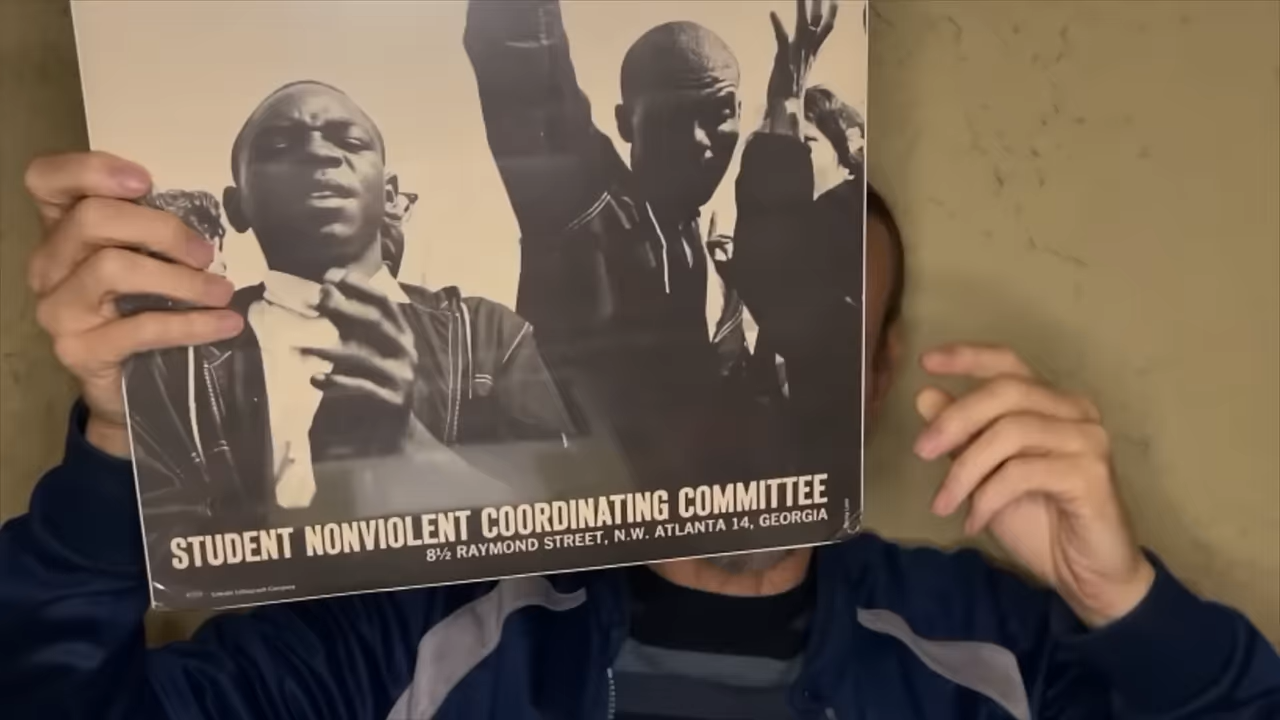 STUDENT NONVIOLENT COORDINATING COMMITTEE
8½ RAYMOND STREET, N.W. ATLANTA 14, GEORGIA